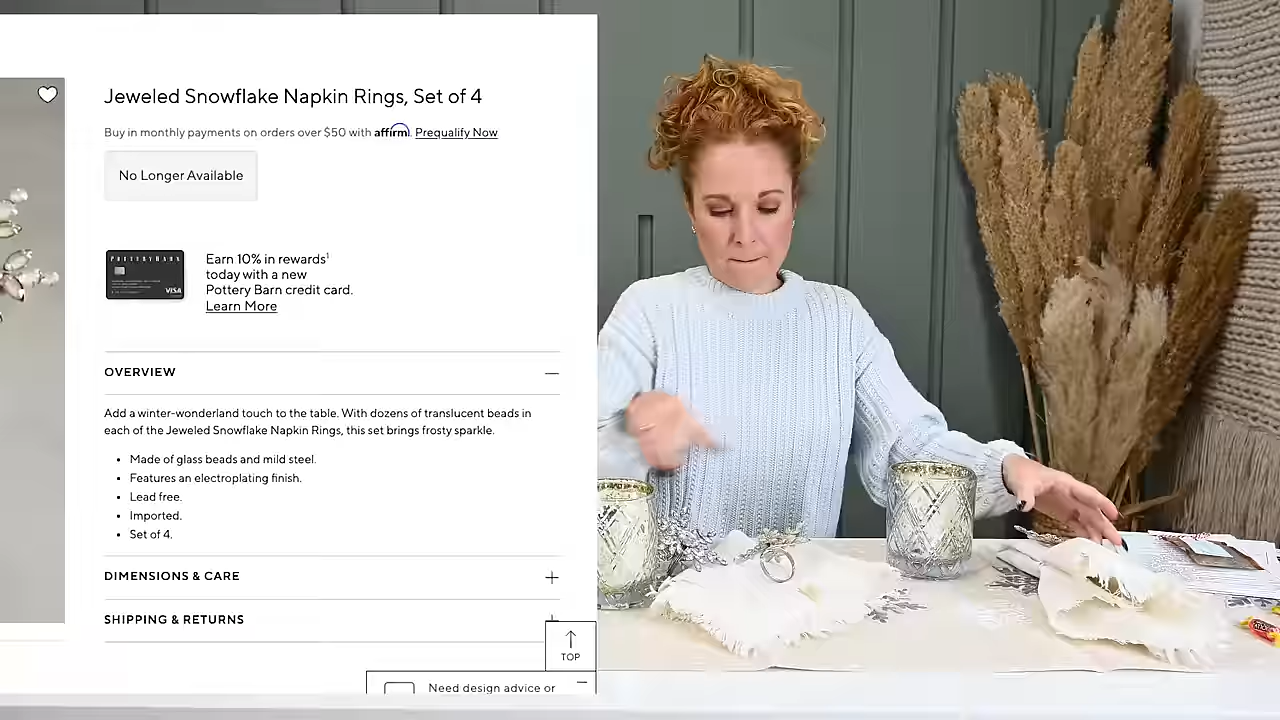 Jeweled Snowflake Napkin Rings, Set of 4
Buy in monthly payments on orders over $50 with affirm. Prequalify Now
No Longer Available
POTTERY BARN
VISA
Earn 10% in rewards¹
today with a new
Pottery Barn credit card.
Learn More
OVERVIEW
Add a winter-wonderland touch to the table. With dozens of translucent beads in
each of the Jeweled Snowflake Napkin Rings, this set brings frosty sparkle.
• Made of glass beads and mild steel.
• Features an electroplating finish.
• Lead free.
• Imported.
• Set of 4.
DIMENSIONS & CARE
SHIPPING & RETURNS
TOP
Need design advice or